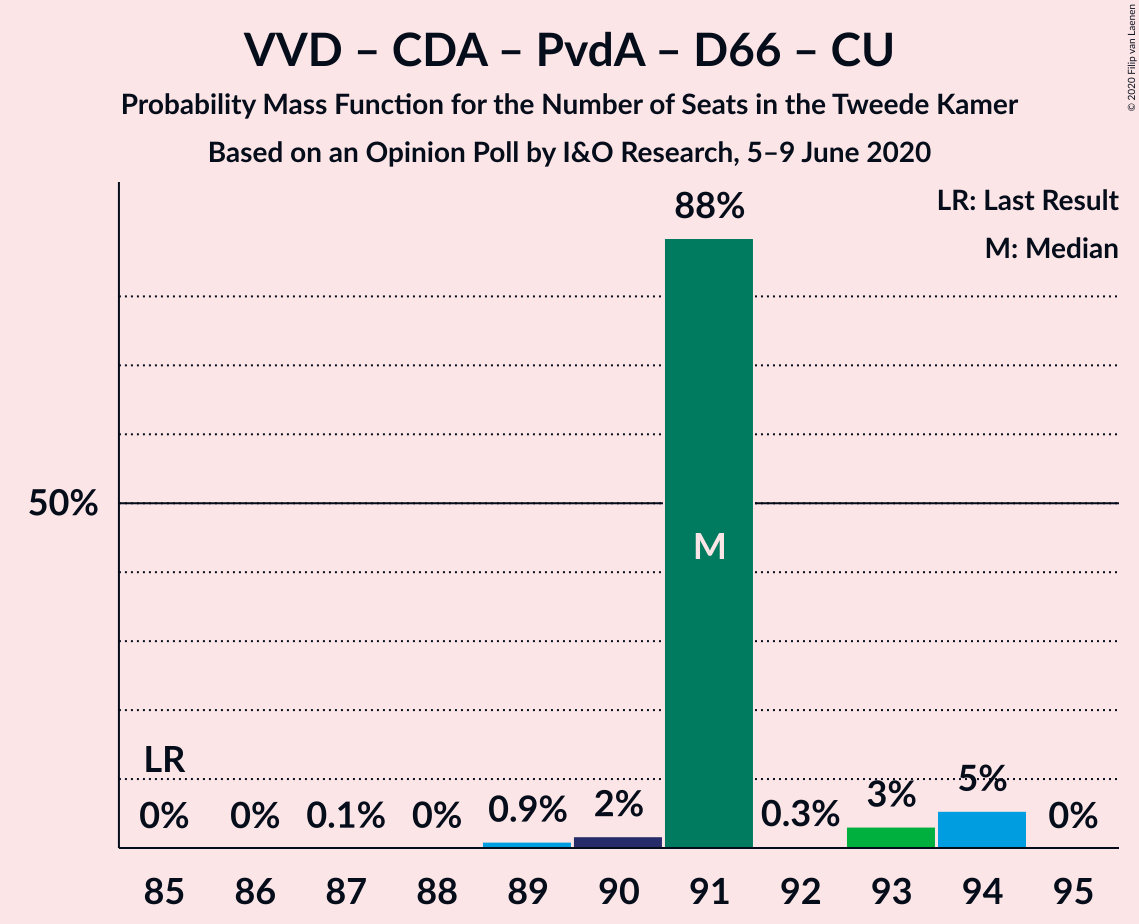 VVD – CDA – PvdA – D66 – CU
Probability Mass Function for the Number of Seats in the Tweede Kamer
Based on an Opinion Poll by I&O Research, 5–9 June 2020
© 2020 Filip van Laenen
LR: Last Result
M: Median
88%
50%
M
LR
0%
0%
0.1%
0%
0.9%
2%
0.3%
3%
5%
0%
85
86
87
88
89
90
91
92
93
94
95